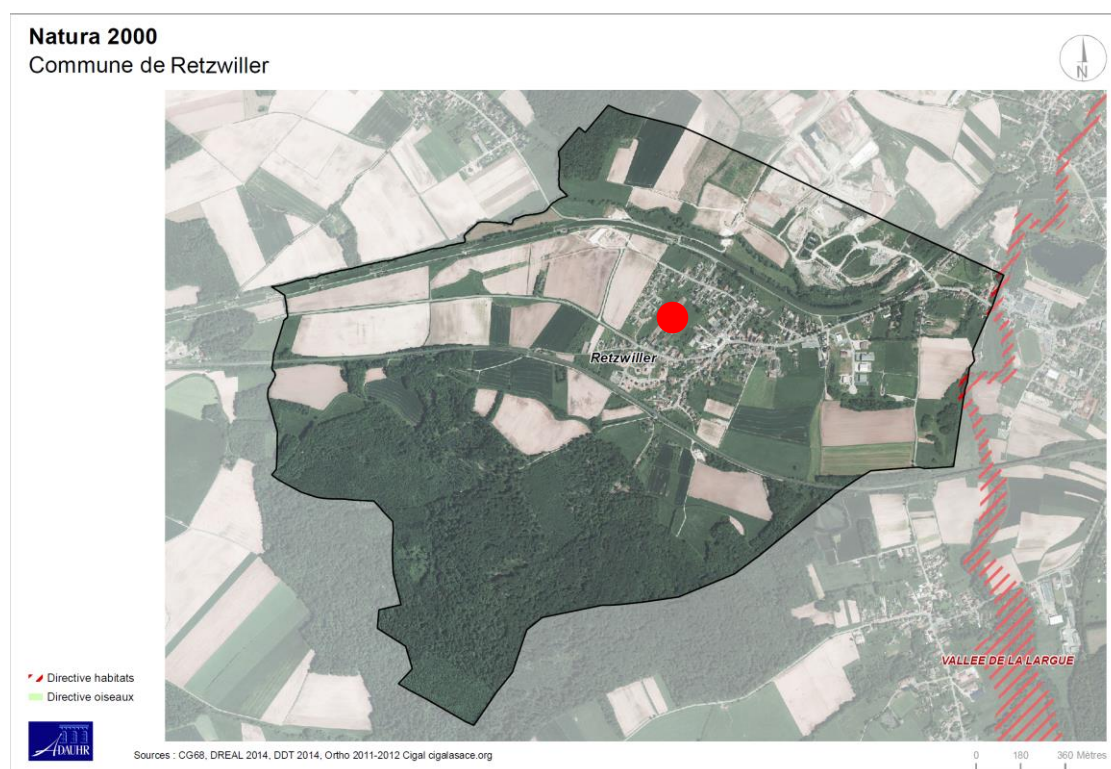 Natura 2000
Commune de Retzwiller
N
Retzwiller
VALLEE DE LA LARGUE
Directive habitats
Directive oiseaux
ADAUHR
Sources : CG68, DREAL 2014, DDT 2014, Ortho 2011-2012 Cigal cigalasace.org
0 180 360 Mètres